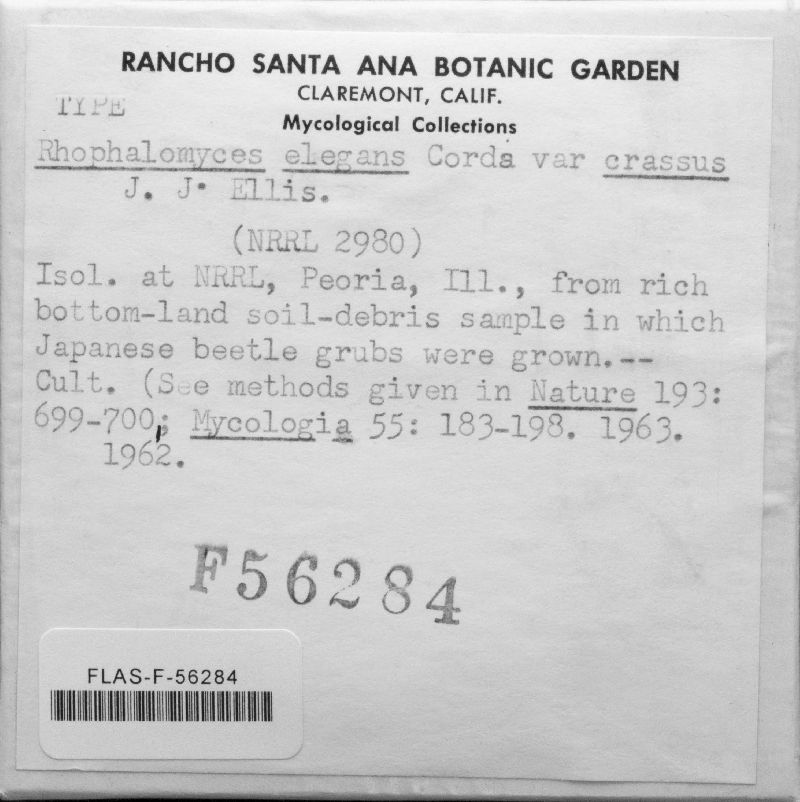 RANCHO SANTA ANA BOTANIC GARDEN
CLAREMONT, CALIF.
TYPE
Mycological Collections
Rhophalomyces elegans Corda var crassus
J. J. Ellis.
(NRRL 2980)
Isol. at NRRL, Peoria, Ill., from rich
bottom-land soil-debris sample in which
Japanese beetle grubs were grown.--
Cult. (See methods given in Nature 193:
699-700; Mycologia 55: 183-198. 1963.
1962.
F56284
FLAS-F-56284